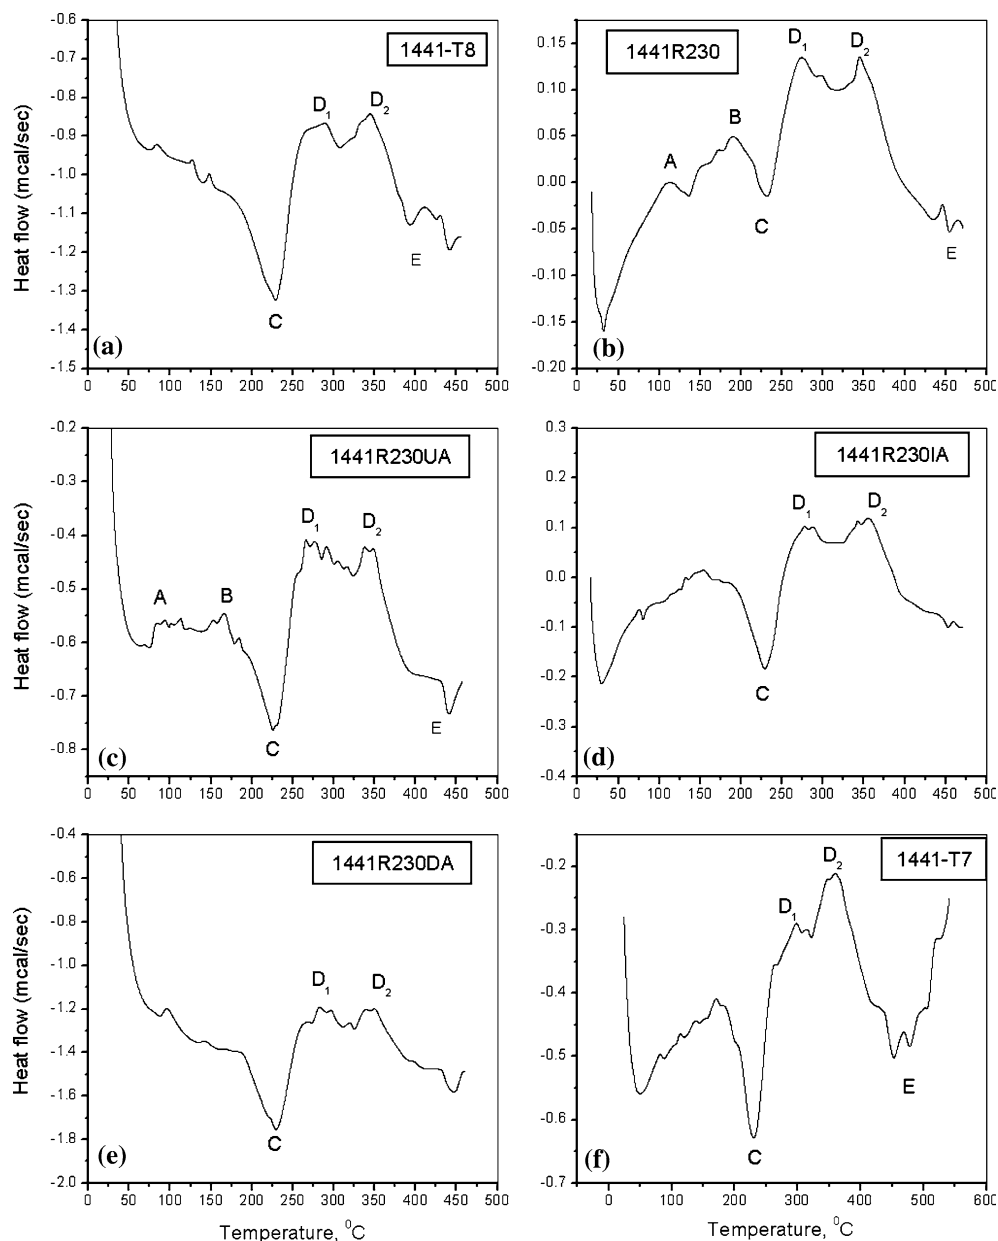 1441-T8
Heat flow (mcal/sec)
-0.6
-0.7
-0.8
-0.9
-1.0
-1.1
-1.2
-1.3
-1.4
-1.5
D1
D2
C
E
(a)
0 50 100 150 200 250 300 350 400 450 500
1441R230
0.15
0.10
0.05
0.00
-0.05
-0.10
-0.15
-0.20
A
B
C
D1
D2
E
(b)
0 50 100 150 200 250 300 350 400 450 500
1441R230UA
Heat flow (mcal/sec)
-0.2
-0.3
-0.4
-0.5
-0.6
-0.7
-0.8
A
B
C
D1
D2
E
(c)
0 50 100 150 200 250 300 350 400 450 500
1441R230IA
0.3
0.2
0.1
0.0
-0.1
-0.2
-0.3
-0.4
C
D1
D2
(d)
0 50 100 150 200 250 300 350 400 450 500
1441R230DA
Heat flow (mcal/sec)
-0.4
-0.6
-0.8
-1.0
-1.2
-1.4
-1.6
-1.8
-2.0
C
D1
D2
(e)
0 50 100 150 200 250 300 350 400 450 500
Temperature, 0C
1441-T7
-0.2
-0.3
-0.4
-0.5
-0.6
-0.7
C
D1
D2
E
(f)
0 100 200 300 400 500 600
Temperature, 0C